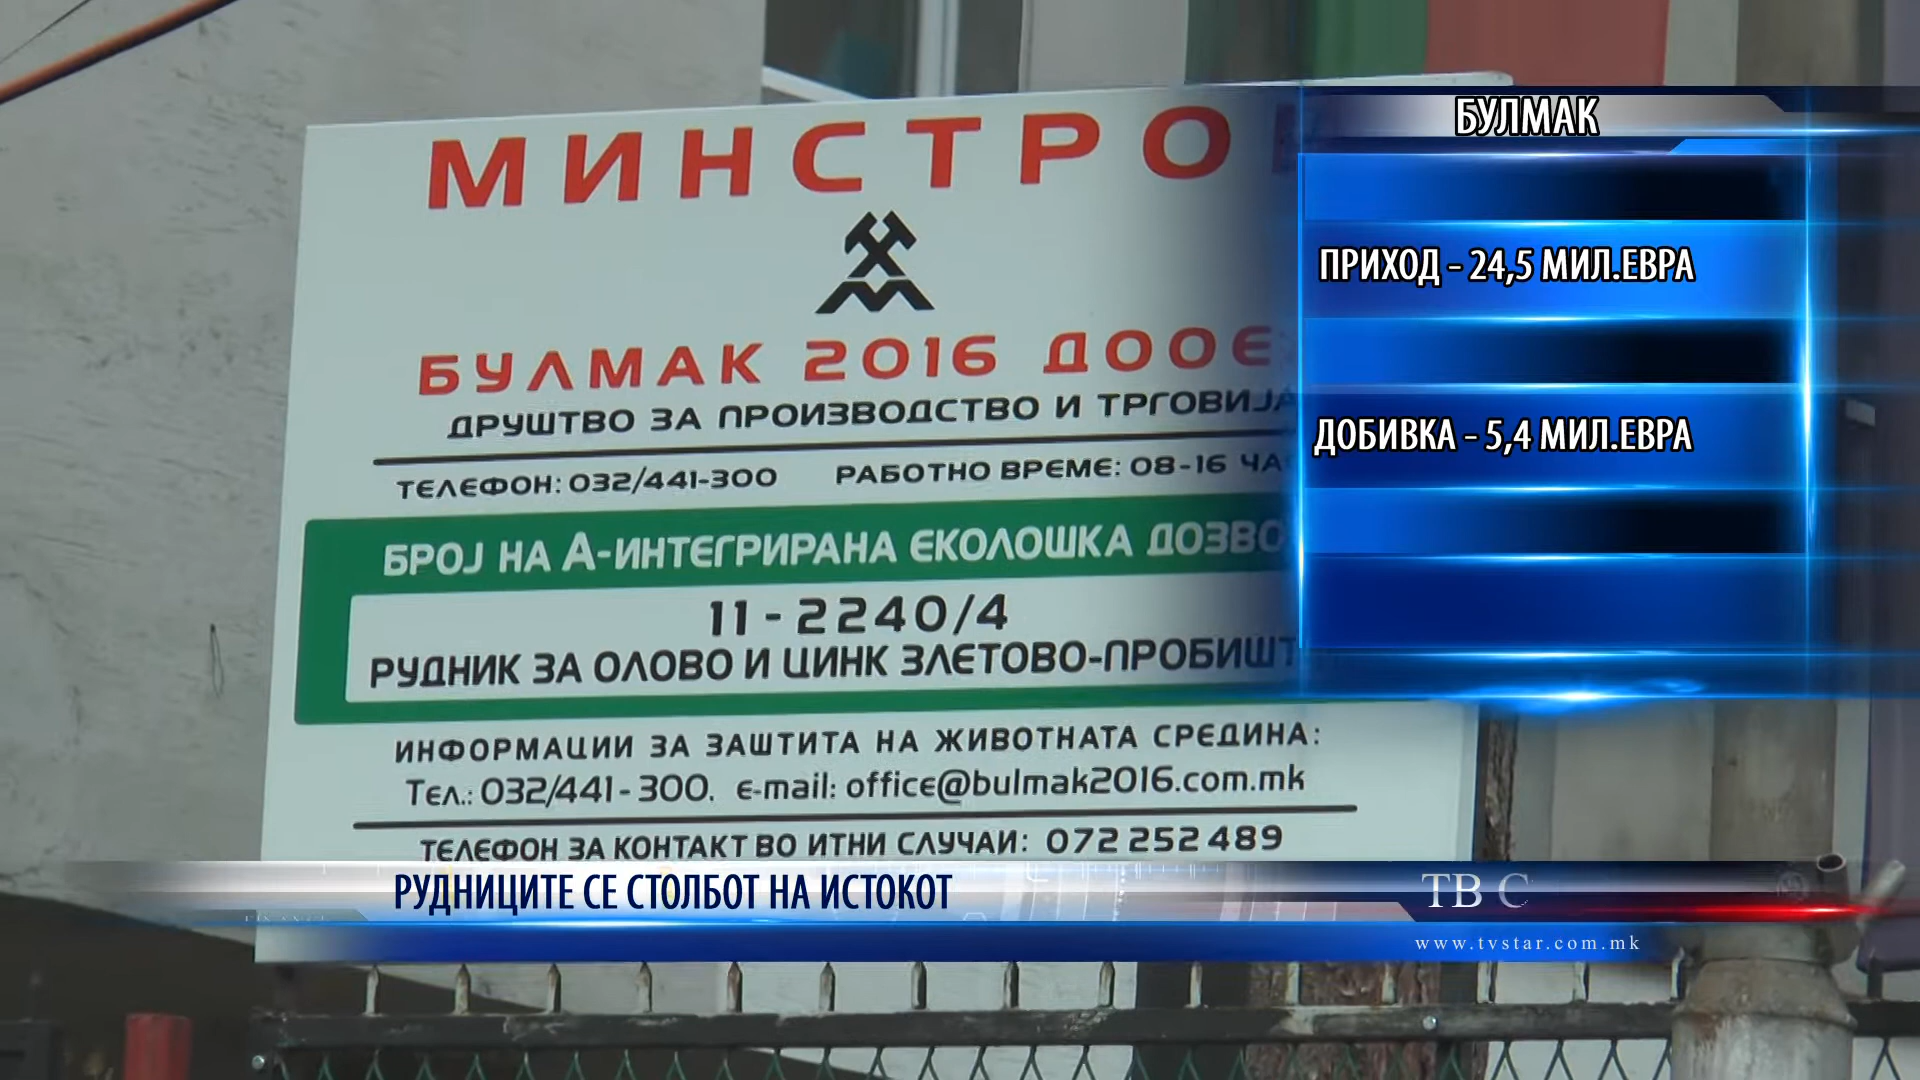 МИНСТРО
БУЛМАК 2016 ДООЕ
ДРУШТВО ЗА ПРОИЗВОДСТВО И ТРГОВИЈА
ТЕЛЕФОН: 032/441-300 РАБОТНО ВРЕМЕ: 08-16 ЧА
БРОЈ НА А-ИНТЕГРИРАНА ЕКОЛОШКА ДОЗВО
11-2240/4
РУДНИК ЗА ОЛОВО И ЦИНК ЗЛЕТОВО-ПРОБИШТ
ИНФОРМАЦИИ ЗА ЗАШТИТА НА ЖИВОТНАТА СРЕДИНА:
Тел.: 032/441-300. e-mail: office@bulmak2016.com.mk
ТЕЛЕФОН ЗА КОНТАКТ ВО ИТНИ СЛУЧАИ: 072 252 489
БУЛМАК
ПРИХОД - 24,5 МИЛ.ЕВРА
ДОБИВКА - 5,4 МИЛ.ЕВРА
РУДНИЦИТЕ СЕ СТОЛБОТ НА ИСТОКОТ
ТВ С
www.tvstar.com.mk